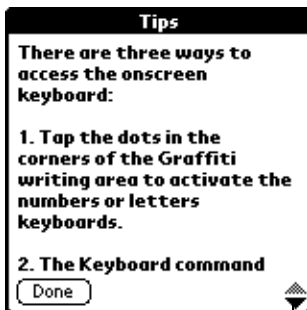 Tips
There are three ways to
access the onscreen
keyboard:
1. Tap the dots in the
corners of the Graffiti
writing area to activate the
numbers or letters
keyboards.
2. The Keyboard command
Done